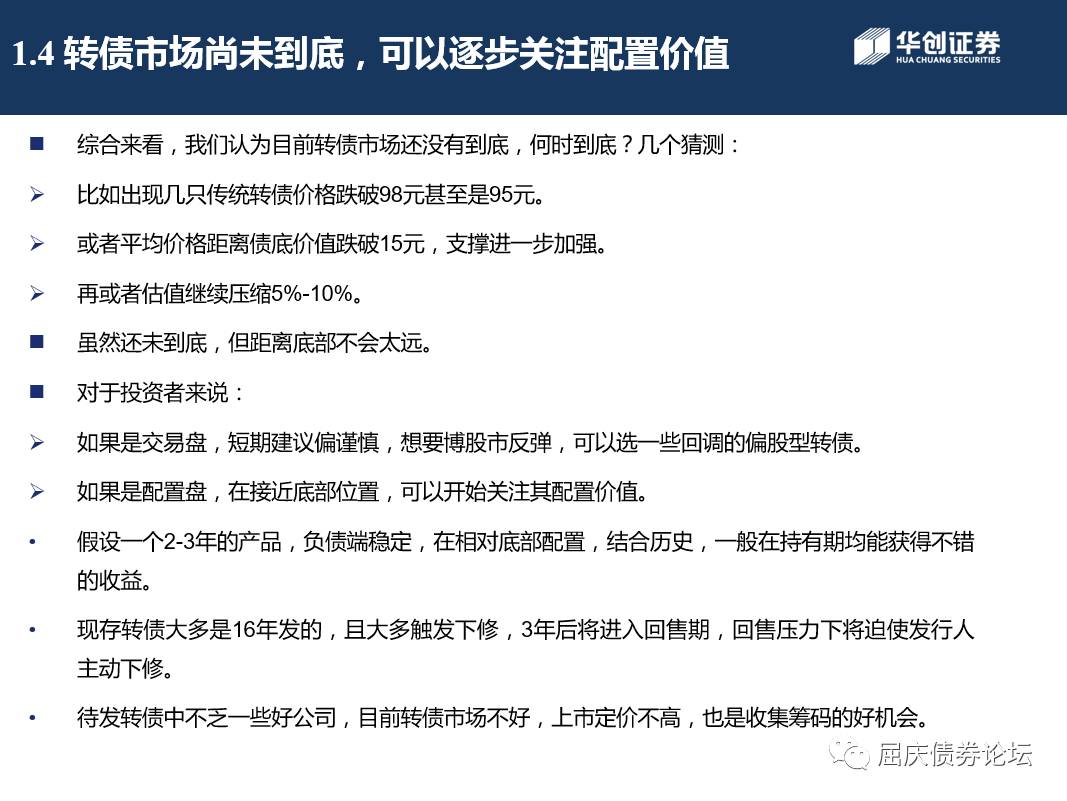 1.4 转债市场尚未到底，可以逐步关注配置价值
华创证券
HUA CHUANG SECURITIES
■ 综合来看，我们认为目前转债市场还没有到底，何时到底？几个猜测：
➢ 比如出现几只传统转债价格跌破98元甚至是95元。
➢ 或者平均价格距离债底价值跌破15元，支撑进一步加强。
➢ 再或者估值继续压缩5%-10%。
■ 虽然还未到底，但距离底部不会太远。
■ 对于投资者来说：
➢ 如果是交易盘，短期建议偏谨慎，想要博股市反弹，可以选一些回调的偏股型转债。
➢ 如果是配置盘，在接近底部位置，可以开始关注其配置价值。
• 假设一个2-3年的产品，负债端稳定，在相对底部配置，结合历史，一般在持有期均能获得不错
的收益。
• 现存转债大多是16年发的，且大多触发下修，3年后将进入回售期，回售压力下将迫使发行人
主动下修。
• 待发转债中不乏一些好公司，目前转债市场不好，上市定价不高，也是收集筹码的好机会。
屈庆债券论坛